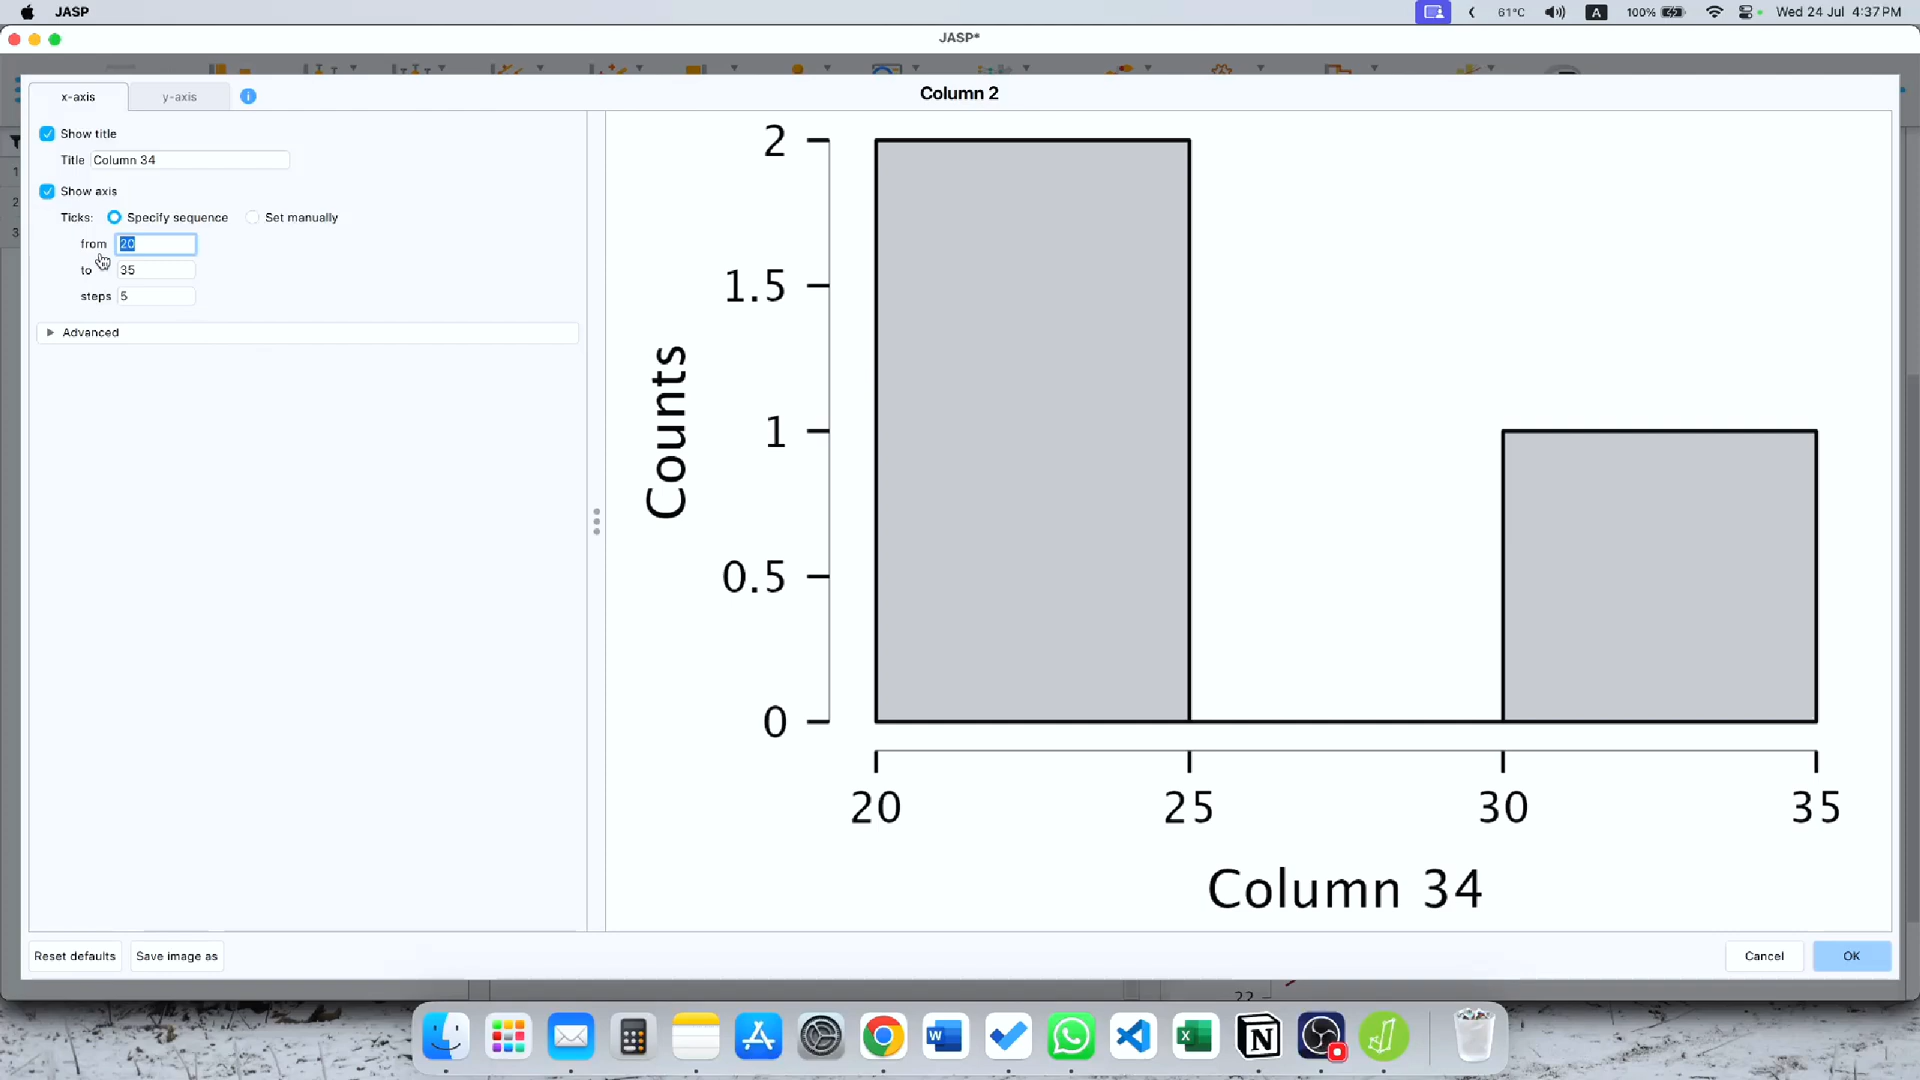 JASP
61°C
A
100%
Wed 24 Jul 4:37 PM
JASP*
x-axis
y-axis
i
Column 2
Show title
Title Column 34
Show axis
Ticks: Specify sequence Set manually
from 20
to 35
steps 5
Advanced
2
1.5
1
0.5
0
Counts
20 25 30 35
Column 34
Reset defaults
Save image as
Cancel
OK
22